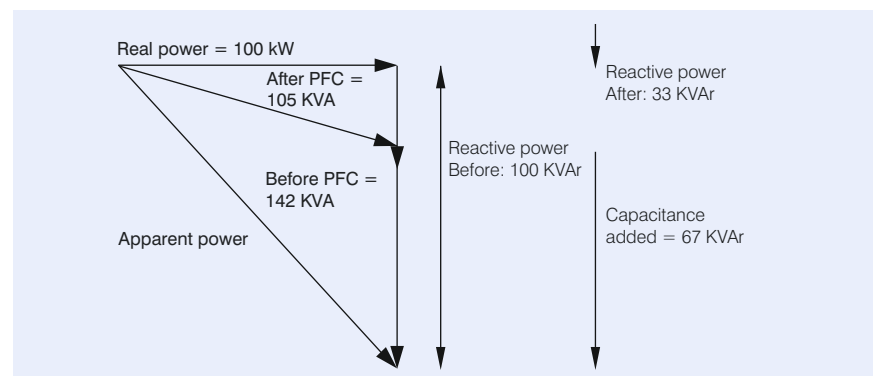 Real power = 100 kW
After PFC =
105 KVA
Reactive power
After: 33 KVAr
Reactive power
Before: 100 KVAr
Before PFC =
142 KVA
Capacitance
added = 67 KVAr
Apparent power